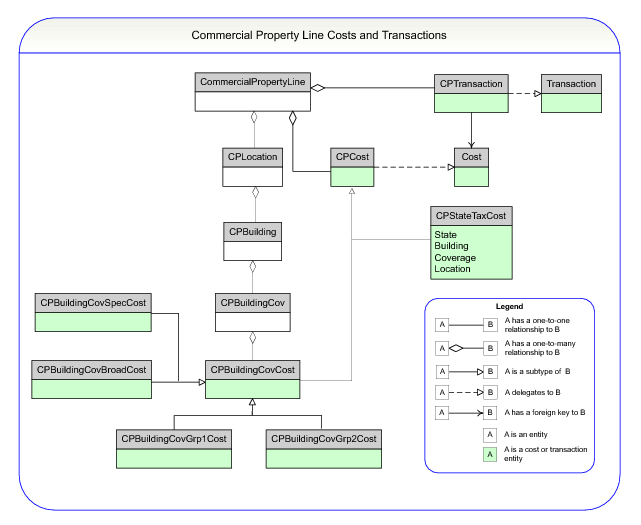 Commercial Property Line Costs and Transactions
CommercialPropertyLine
CPTransaction
Transaction
CPLocation
CPCost
Cost
CPBuilding
CPStateTaxCost
State
Building
Coverage
Location
CPBuildingCovSpecCost
CPBuildingCov
CPBuildingCovBroadCost
CPBuildingCovCost
CPBuildingCovGrp1Cost
CPBuildingCovGrp2Cost
Legend
A B A has a one-to-one
relationship to B
A B A has a one-to-many
relationship to B
A B A is a subtype of B
A B A delegates to B
A B A has a foreign key to B
A A is an entity
A A is a cost or transaction
entity